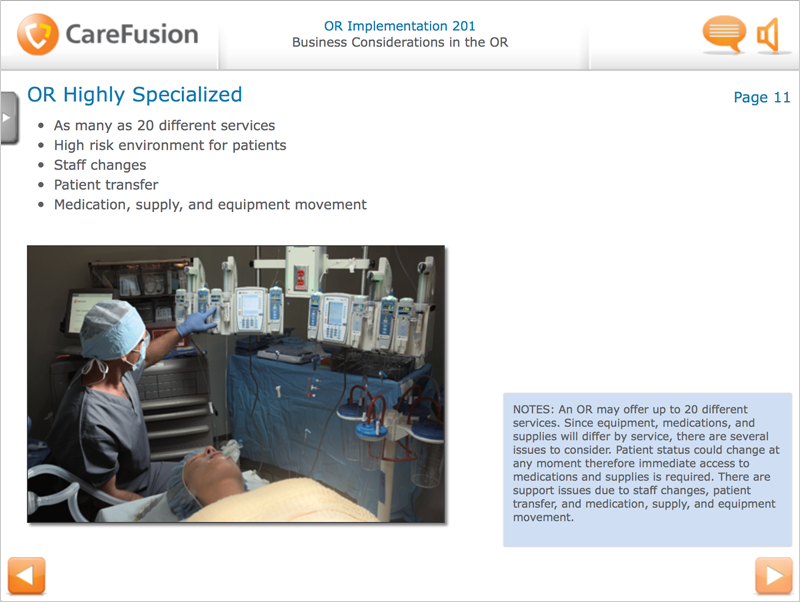 CareFusion
OR Implementation 201
Business Considerations in the OR
OR Highly Specialized
Page 11
• As many as 20 different services
• High risk environment for patients
• Staff changes
• Patient transfer
• Medication, supply, and equipment movement
NOTES: An OR may offer up to 20 different
services. Since equipment, medications, and
supplies will differ by service, there are several
issues to consider. Patient status could change at
any moment therefore immediate access to
medications and supplies is required. There are
support issues due to staff changes, patient
transfer, and medication, supply, and equipment
movement.